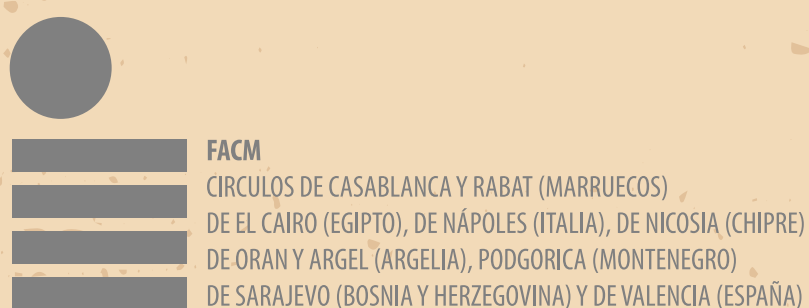 FACM
CIRCULOS DE CASABLANCA Y RABAT (MARRUECOS)
DE EL CAIRO (EGIPTO), DE NÁPOLES (ITALIA), DE NICOSIA (CHIPRE)
DE ORAN Y ARGEL (ARGELIA), PODGORICA (MONTENEGRO)
DE SARAJEVO (BOSNIA Y HERZEGOVINA) Y DE VALENCIA (ESPAÑA)